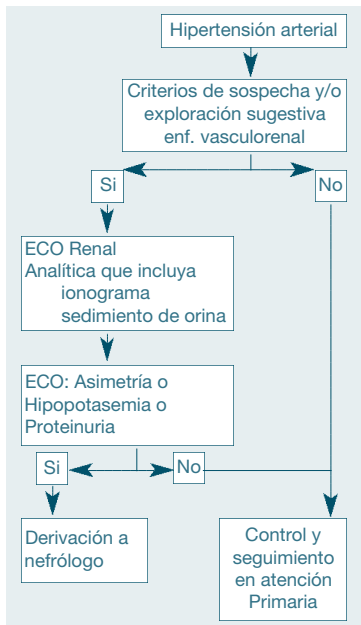 Hipertensión arterial
Criterios de sospecha y/o
exploración sugestiva
enf. vasculorenal
Si
No
ECO Renal
Analítica que incluya
ionograma
sedimento de orina
ECO: Asimetría o
Hipopotasemia o
Proteinuria
Si
No
Derivación a
nefrólogo
Control y
seguimiento
en atención
Primaria